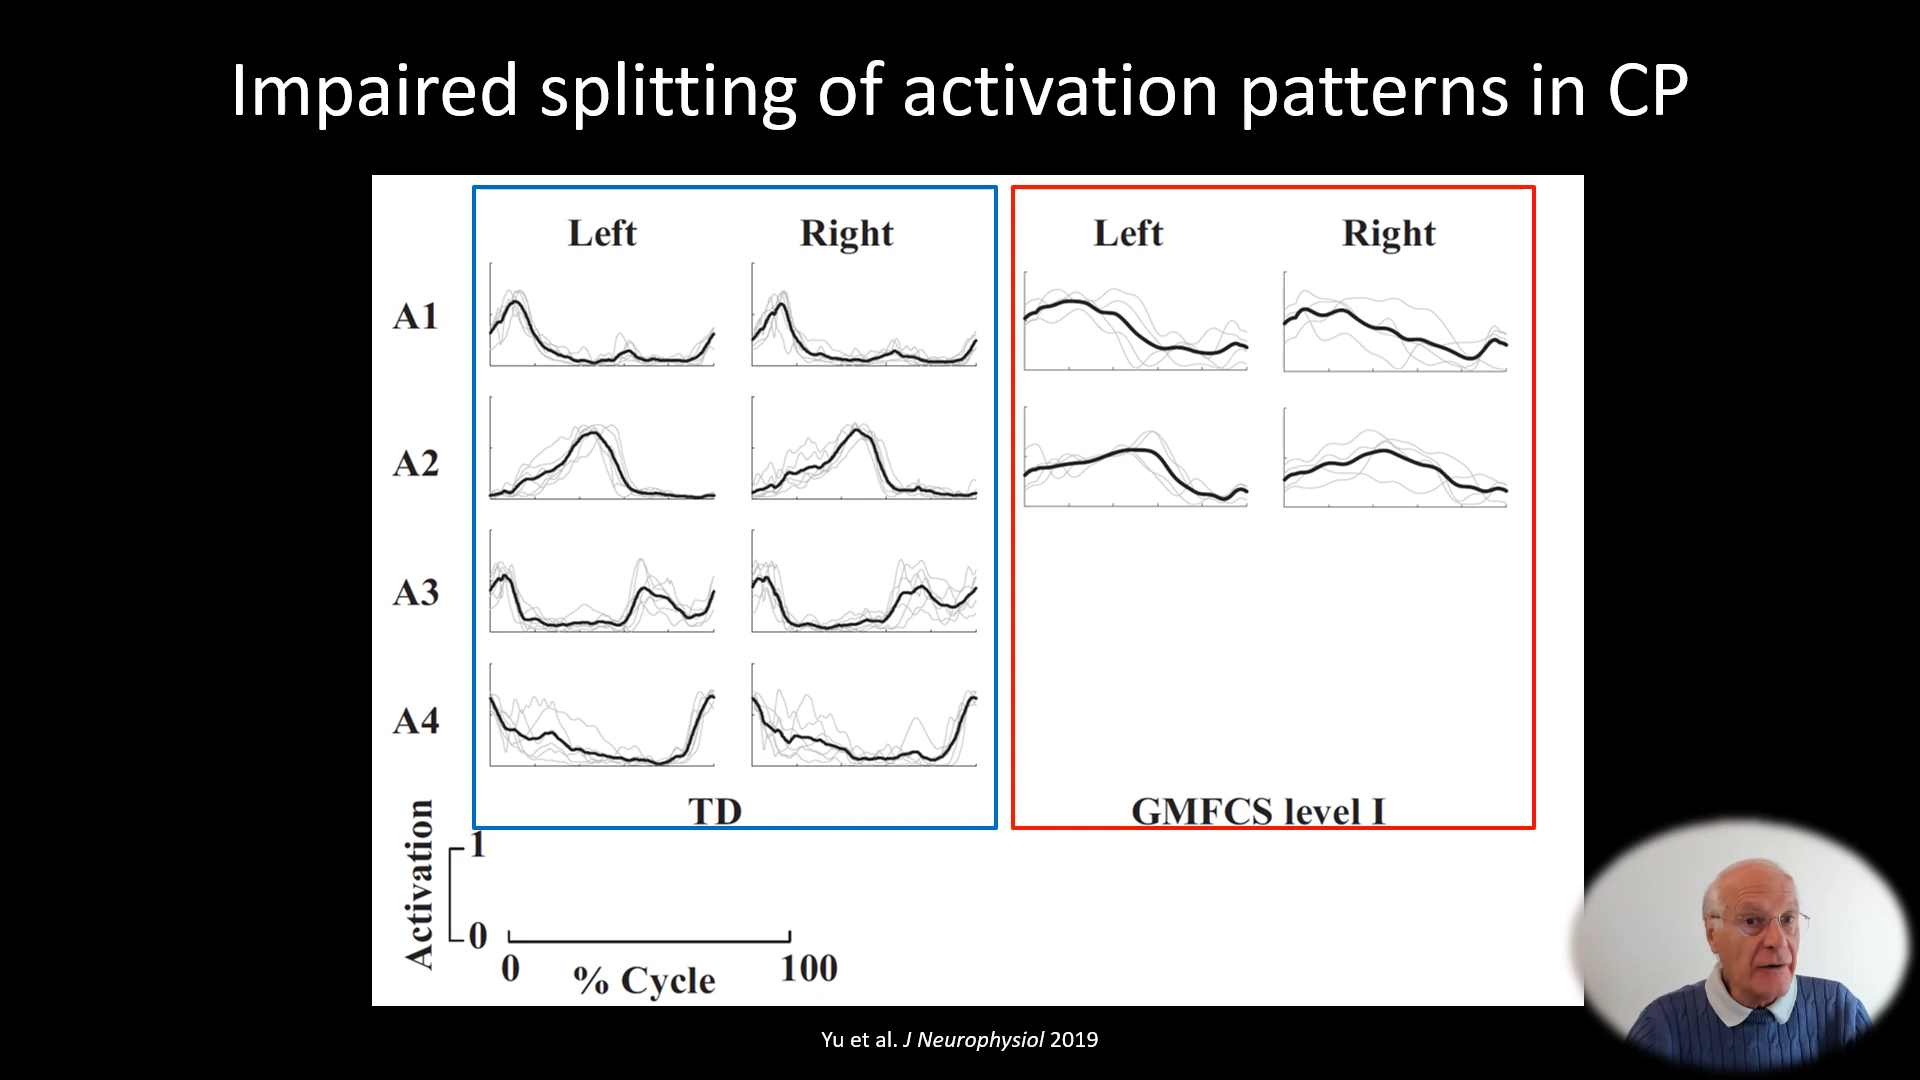 Impaired splitting of activation patterns in CP
Left Right Left Right
A1
A2
A3
A4
TD GMFCS level I
Activation
1
0
0 % Cycle 100
Yu et al. J Neurophysiol 2019